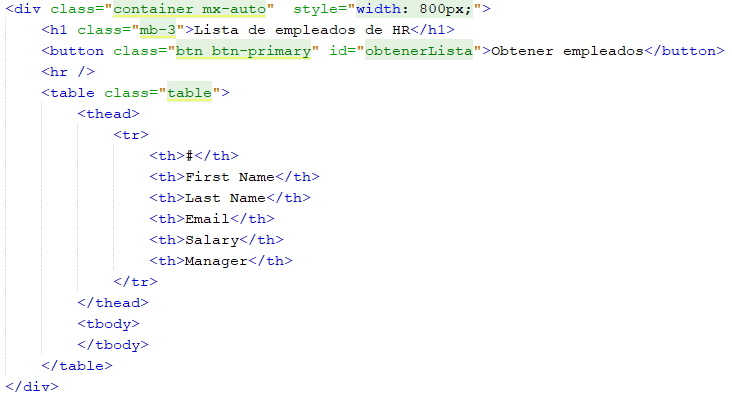 <div class="container mx-auto"  style="width: 800px;">
    <h1 class="mb-3">Lista de empleados de HR</h1>
    <button class="btn btn-primary" id="obtenerLista">Obtener empleados</button>
    <hr />
    <table class="table">
        <thead>
            <tr>
                <th>#</th>
                <th>First Name</th>
                <th>Last Name</th>
                <th>Email</th>
                <th>Salary</th>
                <th>Manager</th>
            </tr>
        </thead>
        <tbody>
        </tbody>
    </table>
</div>